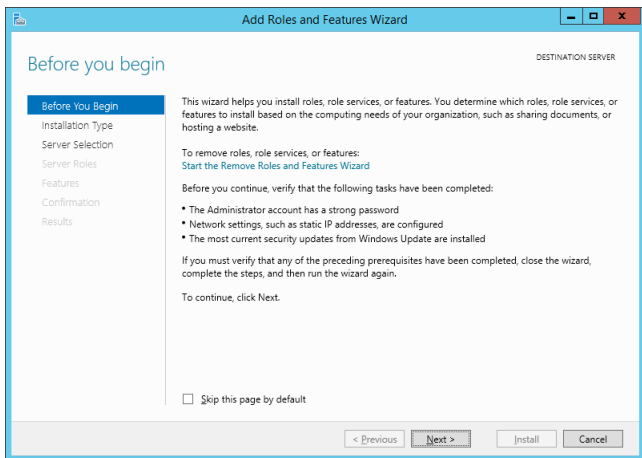 Add Roles and Features Wizard
Before you begin
DESTINATION SERVER
Before You Begin
Installation Type
Server Selection
Server Roles
Features
Confirmation
Results
This wizard helps you install roles, role services, or features. You determine which roles, role services, or
features to install based on the computing needs of your organization, such as sharing documents, or
hosting a website.
To remove roles, role services, or features:
Start the Remove Roles and Features Wizard
Before you continue, verify that the following tasks have been completed:
• The Administrator account has a strong password
• Network settings, such as static IP addresses, are configured
• The most current security updates from Windows Update are installed
If you must verify that any of the preceding prerequisites have been completed, close the wizard,
complete the steps, and then run the wizard again.
To continue, click Next.
Skip this page by default
< Previous Next > Install Cancel